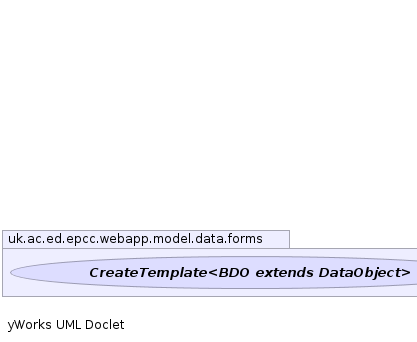 uk.ac.ed.epcc.webapp.model.data.forms
CreateTemplate<BDO extends DataObject>
yWorks UML Doclet